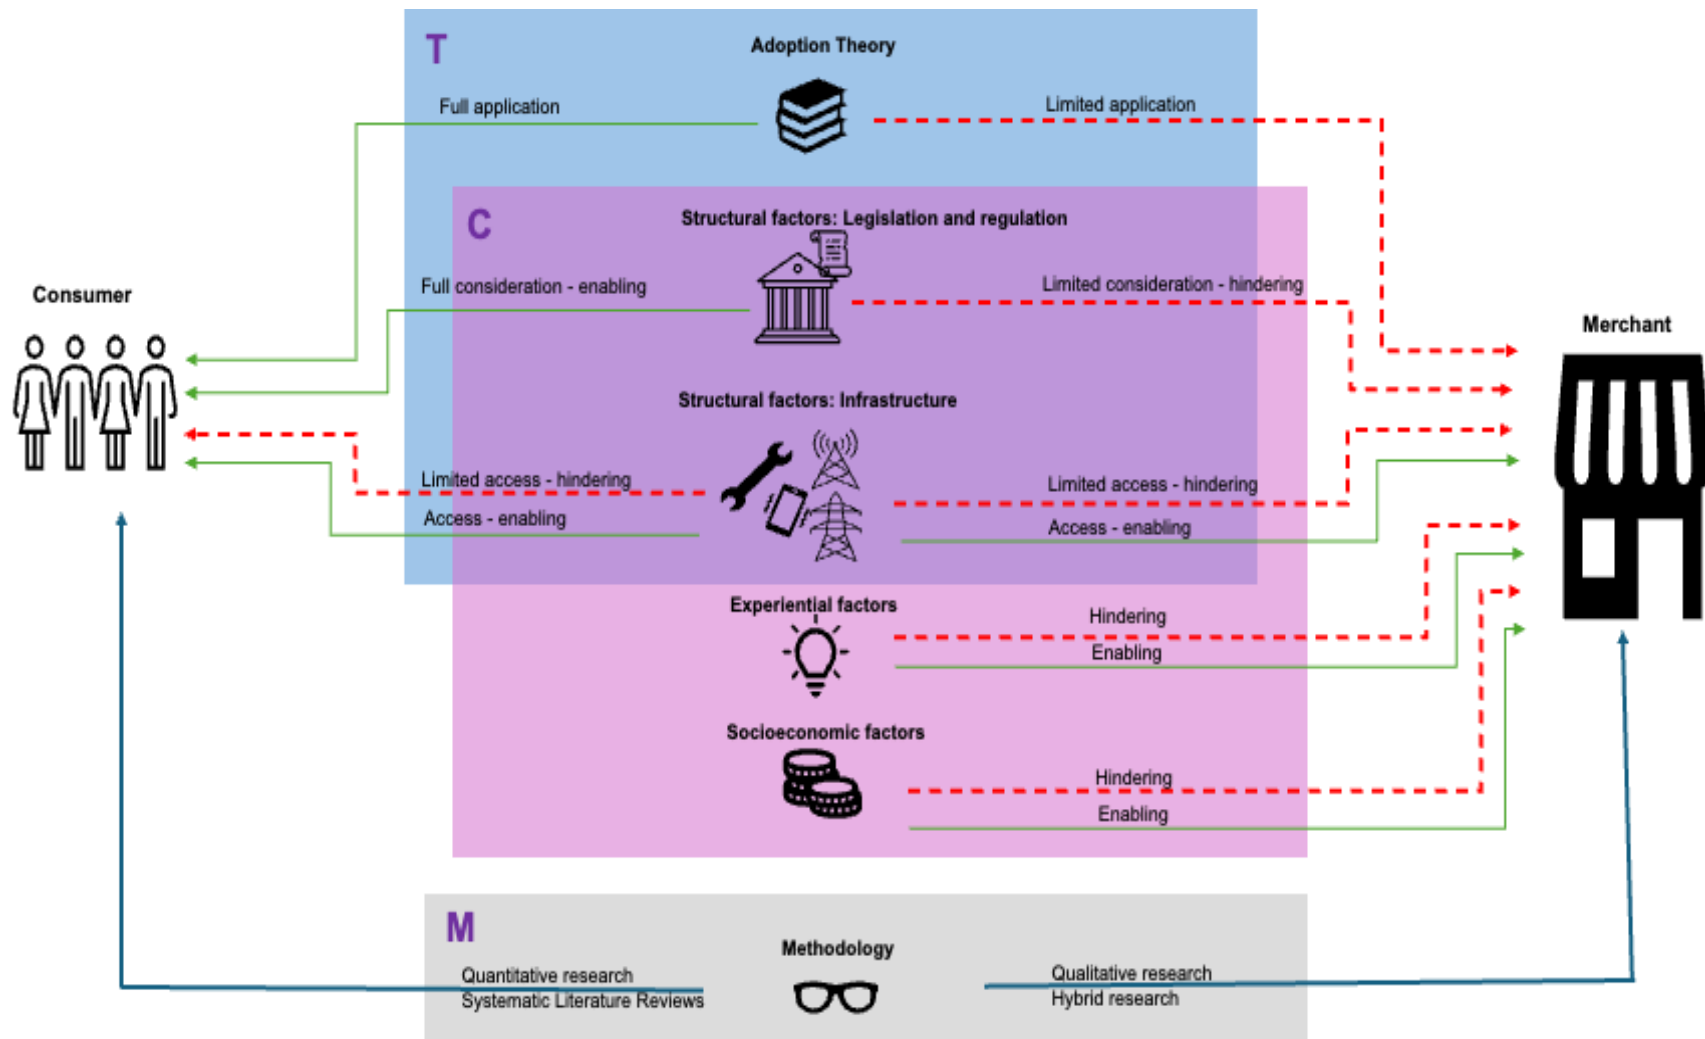 T
Adoption Theory
Full application
Limited application
C
Structural factors: Legislation and regulation
Full consideration - enabling
Limited consideration - hindering
Consumer
Merchant
Structural factors: Infrastructure
Limited access - hindering
Limited access - hindering
Access - enabling
Access - enabling
Experiential factors
Hindering
Enabling
Socioeconomic factors
Hindering
Enabling
M
Methodology
Quantitative research
Systematic Literature Reviews
Qualitative research
Hybrid research